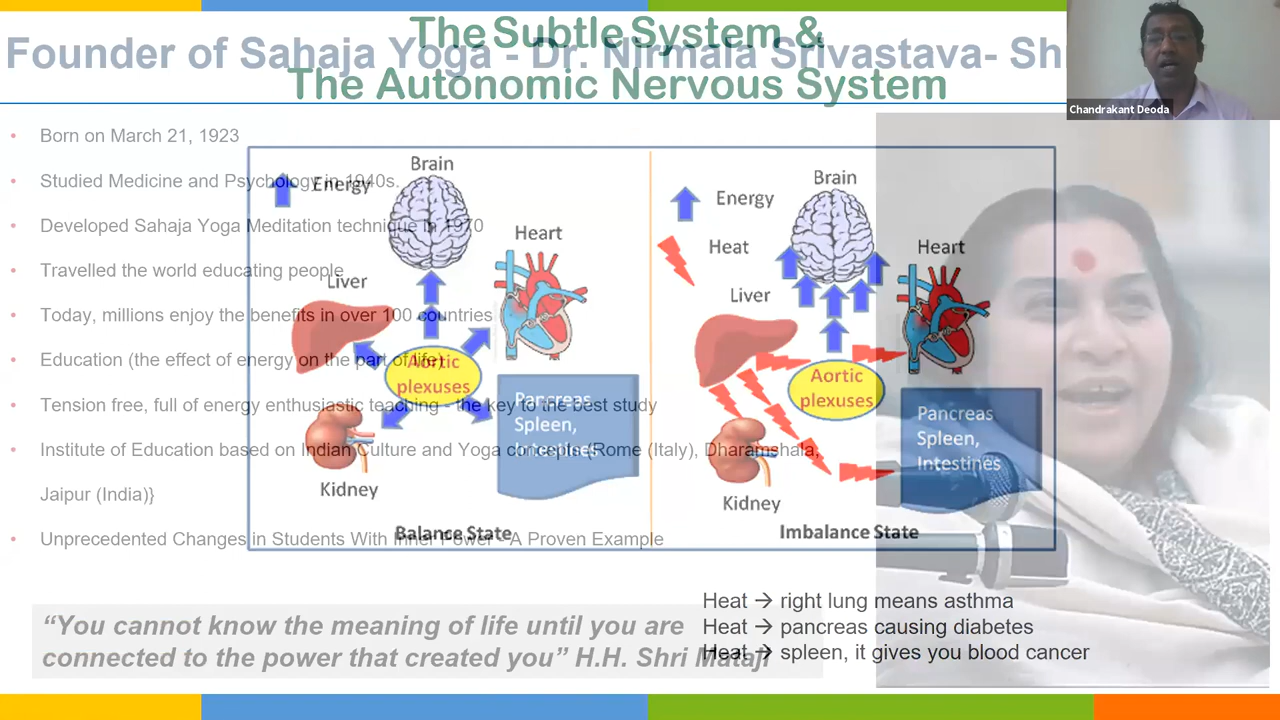 The Subtle System &
The Autonomic Nervous System
Founder of Sahaja Yoga - Dr. Nirmala Srivastava- Sh
Chandrakant Deoda
Born on March 21, 1923
Studied Medicine and Psychology in 1940s.
Developed Sahaja Yoga Meditation technique in 1970
Travelled the world educating people
Today, millions enjoy the benefits in over 100 countries
Education (the effect of energy on the part of life)
Tension free, full of energy enthusiastic teaching - the key to the best study
Institute of Education based on Indian Culture and Yoga concepts {Rome (Italy), Dharamshala,
Jaipur (India)}
Unprecedented Changes in Students With Inner Power - A Proven Example
“You cannot know the meaning of life until you are
connected to the power that created you” H.H. Shri Mataji
Energy
Brain
Heart
Liver
Aortic
plexuses
Pancreas
Spleen,
Intestines
Kidney
Balance State
Energy
Heat
Brain
Heart
Liver
Aortic
plexuses
Pancreas
Spleen,
Intestines
Kidney
Imbalance State
Heat → right lung means asthma
Heat → pancreas causing diabetes
Heat → spleen, it gives you blood cancer